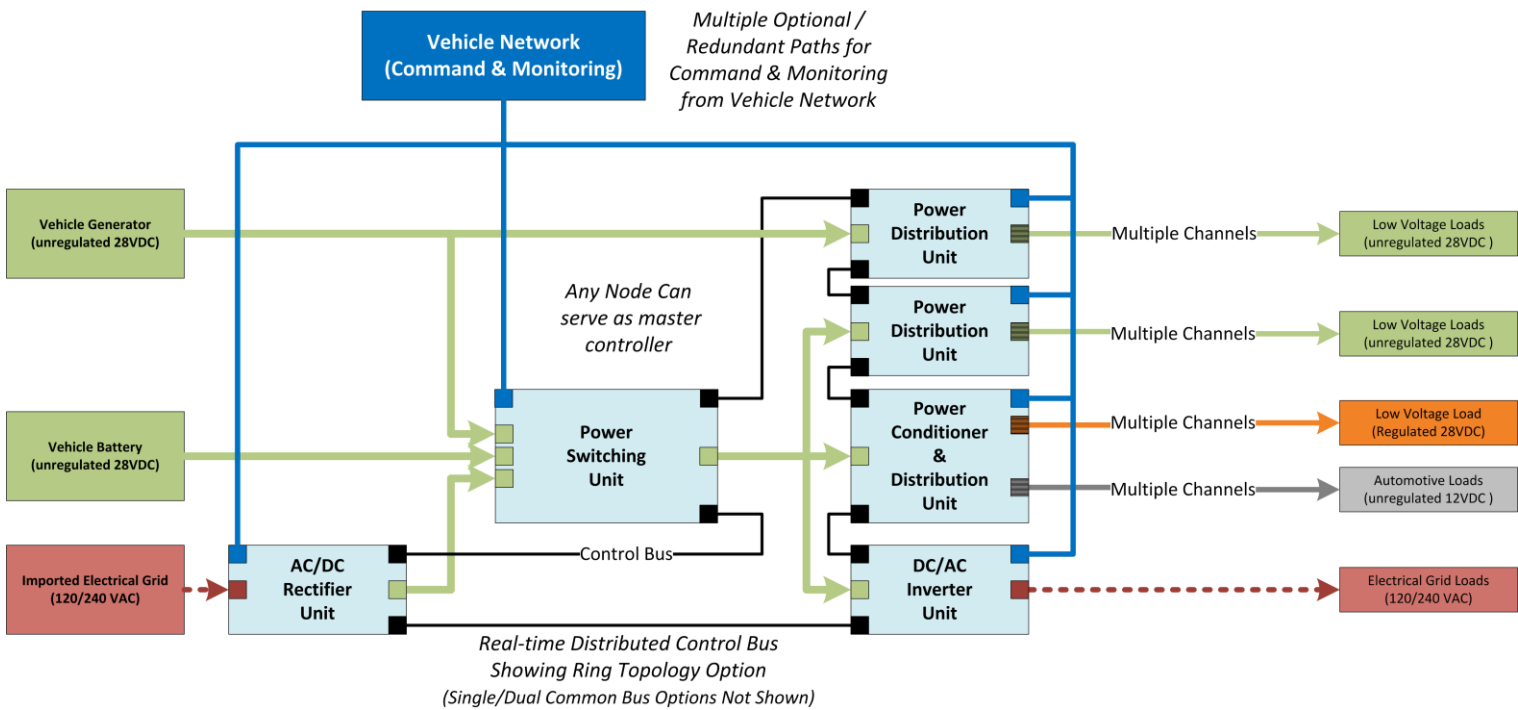 Vehicle Network
(Command & Monitoring)
Multiple Optional /
Redundant Paths for
Command & Monitoring
from Vehicle Network
Vehicle Generator
(unregulated 28VDC)
Power
Distribution
Unit
Multiple Channels
Low Voltage Loads
(unregulated 28VDC )
Any Node Can
serve as master
controller
Power
Distribution
Unit
Multiple Channels
Low Voltage Loads
(unregulated 28VDC )
Vehicle Battery
(unregulated 28VDC)
Power
Switching
Unit
Power
Conditioner
&
Distribution
Unit
Multiple Channels
Low Voltage Load
(Regulated 28VDC)
Multiple Channels
Automotive Loads
(unregulated 12VDC )
Control Bus
Imported Electrical Grid
(120/240 VAC)
AC/DC
Rectifier
Unit
DC/AC
Inverter
Unit
Electrical Grid Loads
(120/240 VAC)
Real-time Distributed Control Bus
Showing Ring Topology Option
(Single/Dual Common Bus Options Not Shown)